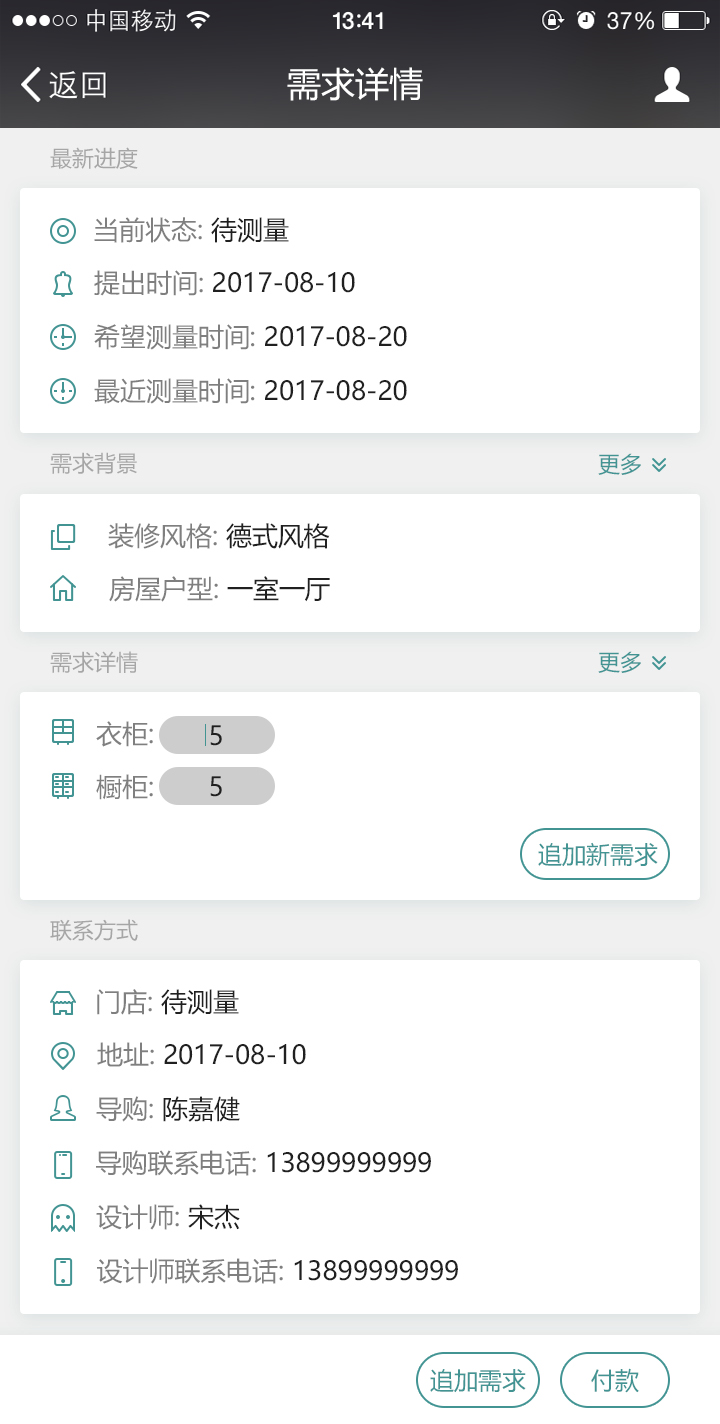 中国移动 13:41 37%
返回 需求详情
最新进度
当前状态: 待测量
提出时间: 2017-08-10
希望测量时间: 2017-08-20
最近测量时间: 2017-08-20
需求背景 更多
装修风格: 德式风格
房屋户型: 一室一厅
需求详情 更多
衣柜: 5
橱柜: 5
追加新需求
联系方式
门店: 待测量
地址: 2017-08-10
导购: 陈嘉健
导购联系电话: 13899999999
设计师: 宋杰
设计师联系电话: 13899999999
追加需求 付款